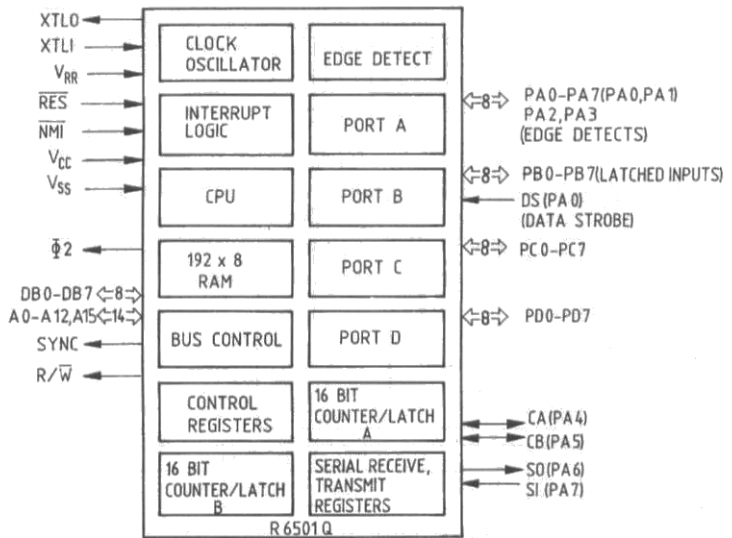 XTLO
XTLI
VRR
RES
NMI
VCC
VSS
Φ2
DB0-DB7 8
A0-A12,A15 14
SYNC
R/W
CLOCK
OSCILLATOR
EDGE DETECT
INTERRUPT
LOGIC
PORT A
CPU
PORT B
192 x 8
RAM
PORT C
BUS CONTROL
PORT D
CONTROL
REGISTERS
16 BIT
COUNTER/LATCH
A
16 BIT
COUNTER/LATCH
B
SERIAL RECEIVE,
TRANSMIT
REGISTERS
R6501Q
8 PA0-PA7(PA0,PA1)
PA2,PA3
(EDGE DETECTS)
8 PB0-PB7(LATCHED INPUTS)
DS(PA0)
(DATA STROBE)
8 PC0-PC7
8 PD0-PD7
CA(PA4)
CB(PA5)
SO(PA6)
SI(PA7)